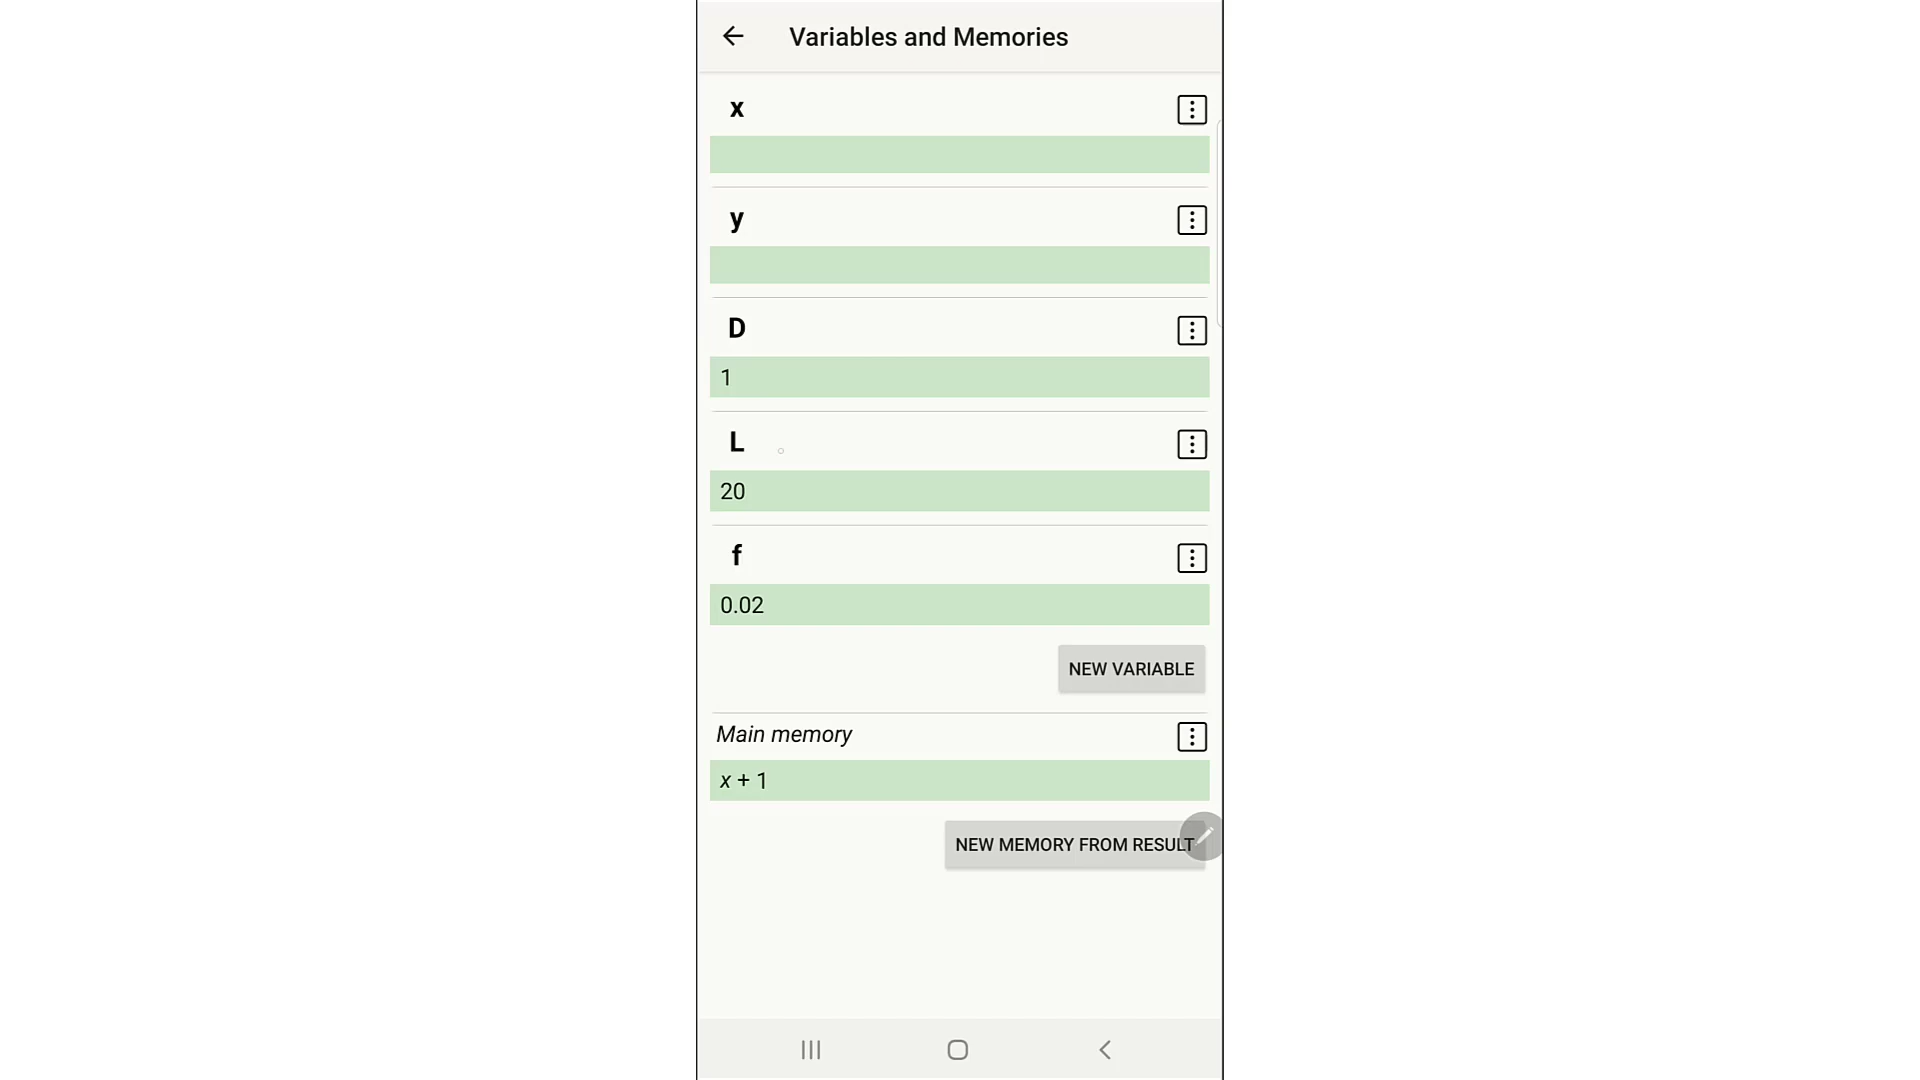 Variables and Memories
x
y
D
1
L
20
f
0.02
NEW VARIABLE
Main memory
x + 1
NEW MEMORY FROM RESULT